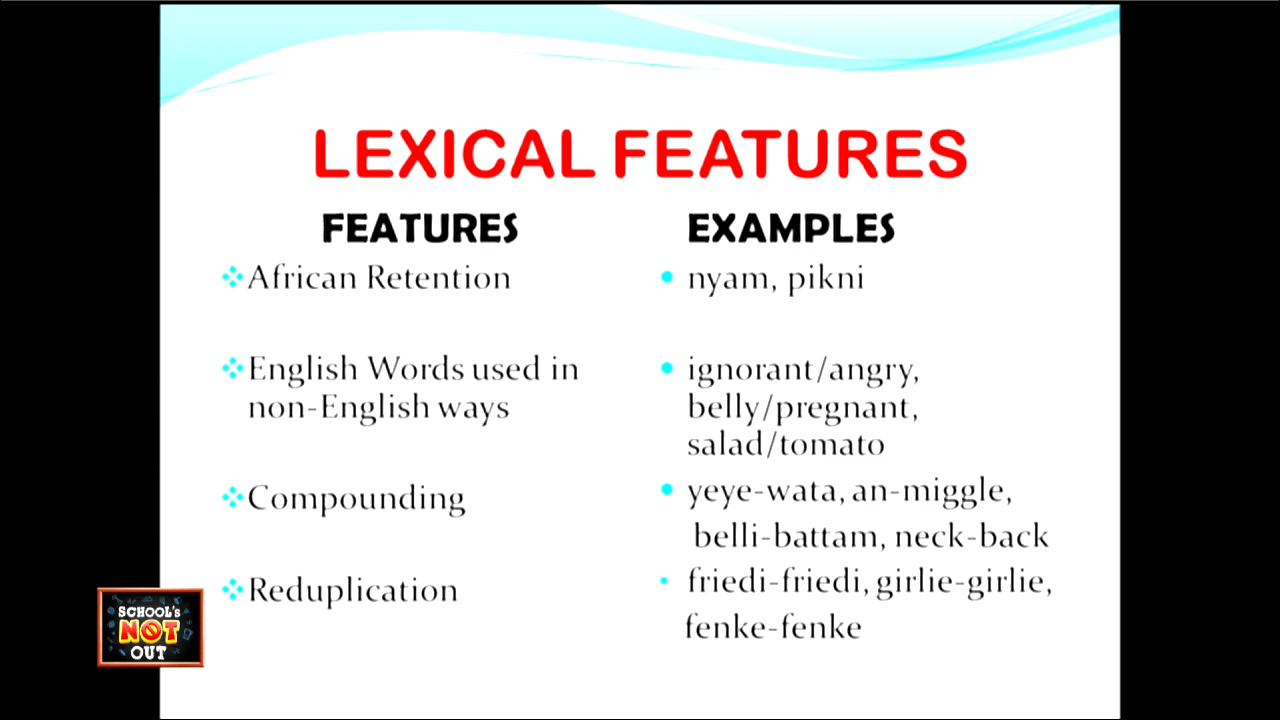 LEXICAL FEATURES
FEATURES
EXAMPLES
African Retention
nyam, pikni
English Words used in
non-English ways
ignorant/angry,
belly/pregnant,
salad/tomato
Compounding
yeye-wata, an-miggle,
belli-battam, neck-back
Reduplication
friedi-friedi, girlie-girlie,
fenke-fenke
SCHOOL'S
NOT
OUT